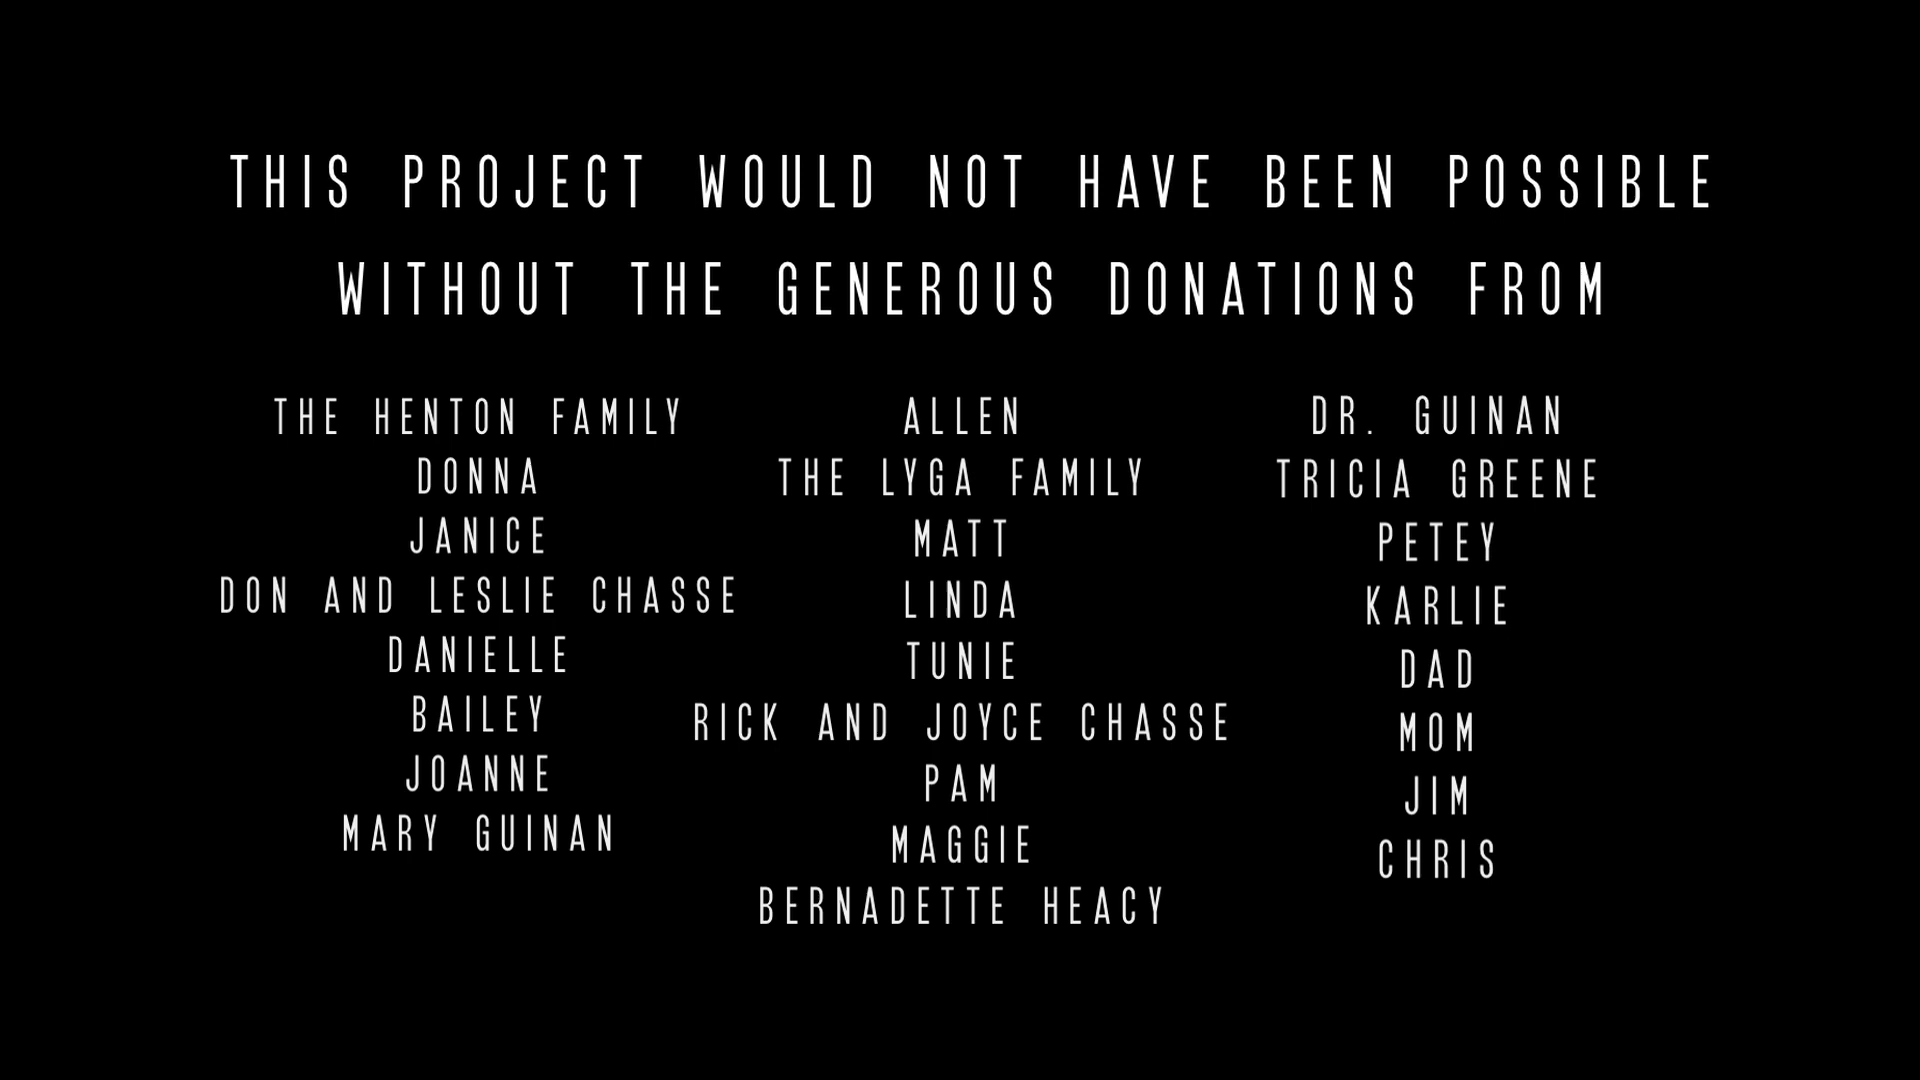 THIS PROJECT WOULD NOT HAVE BEEN POSSIBLE
WITHOUT THE GENEROUS DONATIONS FROM
THE HENTON FAMILY
DONNA
JANICE
DON AND LESLIE CHASSE
DANIELLE
BAILEY
JOANNE
MARY GUINAN
ALLEN
THE LYGA FAMILY
MATT
LINDA
TUNIE
RICK AND JOYCE CHASSE
PAM
MAGGIE
BERNADETTE HEACY
DR. GUINAN
TRICIA GREENE
PETEY
KARLIE
DAD
MOM
JIM
CHRIS